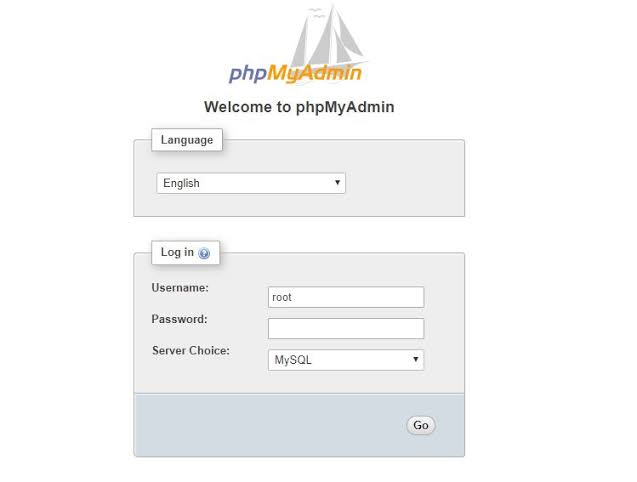 phpMyAdmin
Welcome to phpMyAdmin
Language
English
Log in
Username:
root
Password:
Server Choice:
MySQL
Go